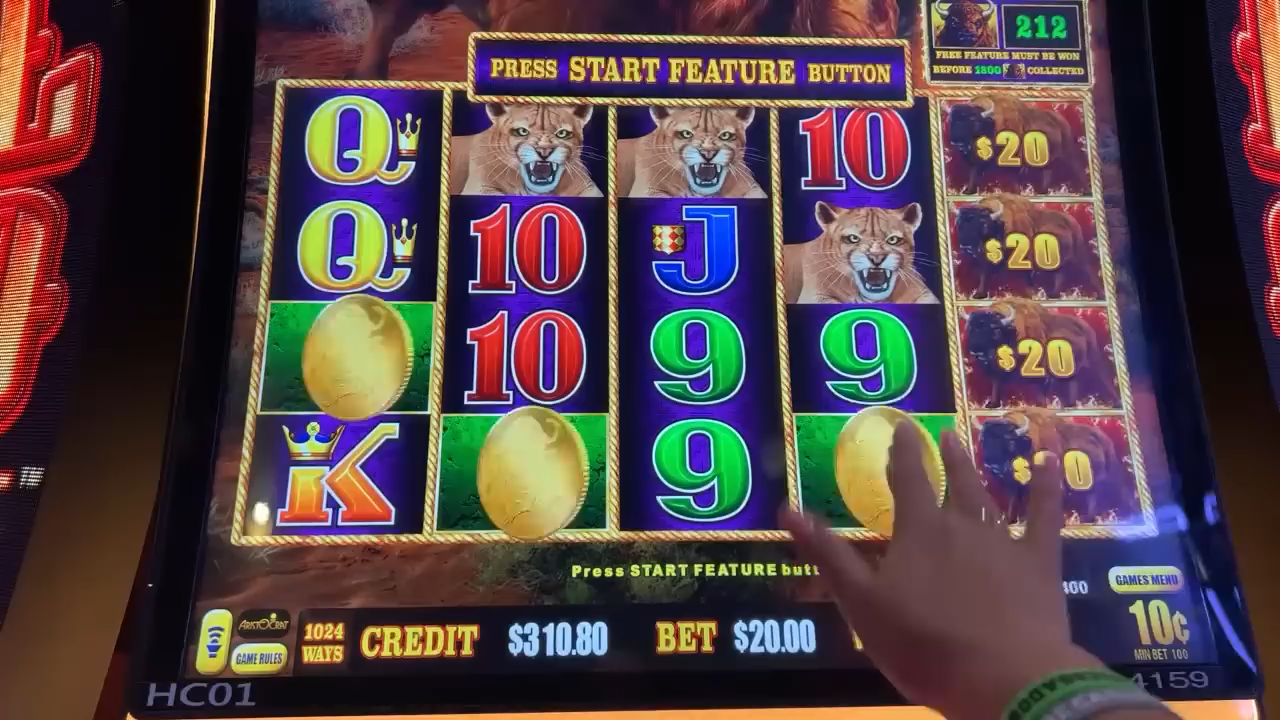 212
FREE FEATURE MUST BE WON
BEFORE 1800 COLLECTED
PRESS START FEATURE BUTTON
Q 10 $20
Q 10 J $20
10 9 9 $20
K 9
Press START FEATURE
GAMES MENU
ARISTOCRAT
GAME RULES
1024 WAYS
CREDIT $310.80
BET $20.00
10¢
MIN BET 100
HC01
4159